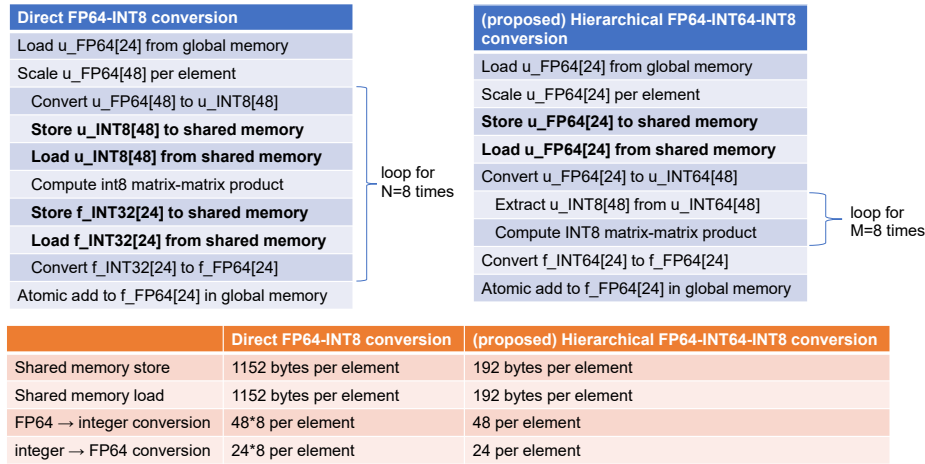 Direct FP64-INT8 conversion
Load u_FP64[24] from global memory
Scale u_FP64[48] per element
Convert u_FP64[48] to u_INT8[48]
Store u_INT8[48] to shared memory
Load u_INT8[48] from shared memory
Compute int8 matrix-matrix product
Store f_INT32[24] to shared memory
Load f_INT32[24] from shared memory
Convert f_INT32[24] to f_FP64[24]
Atomic add to f_FP64[24] in global memory
loop for
N=8 times
(proposed) Hierarchical FP64-INT64-INT8
conversion
Load u_FP64[24] from global memory
Scale u_FP64[24] per element
Store u_FP64[24] to shared memory
Load u_FP64[24] from shared memory
Convert u_FP64[24] to u_INT64[48]
Extract u_INT8[48] from u_INT64[48]
Compute INT8 matrix-matrix product
Convert f_INT64[24] to f_FP64[24]
Atomic add to f_FP64[24] in global memory
loop for
M=8 times
Direct FP64-INT8 conversion (proposed) Hierarchical FP64-INT64-INT8 conversion
Shared memory store 1152 bytes per element 192 bytes per element
Shared memory load 1152 bytes per element 192 bytes per element
FP64 → integer conversion 48*8 per element 48 per element
integer → FP64 conversion 24*8 per element 24 per element